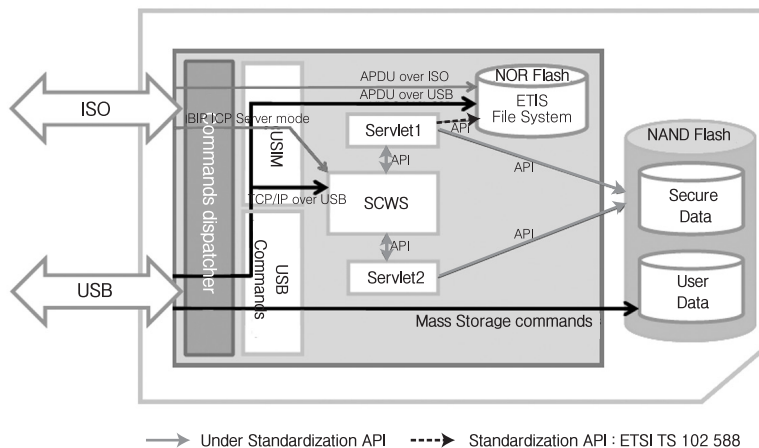 ISO
USB
Commands dispatcher
USIM
USB
Commands
APDU over ISO
APDU over USB
BIP TCP Server mode
TCP/IP over USB
NOR Flash
ETIS
File System
Servlet1
API
API
API
SCWS
API
Servlet2
API
NAND Flash
Secure
Data
User
Data
Mass Storage commands
Under Standardization API
Standardization API : ETSI TS 102 588